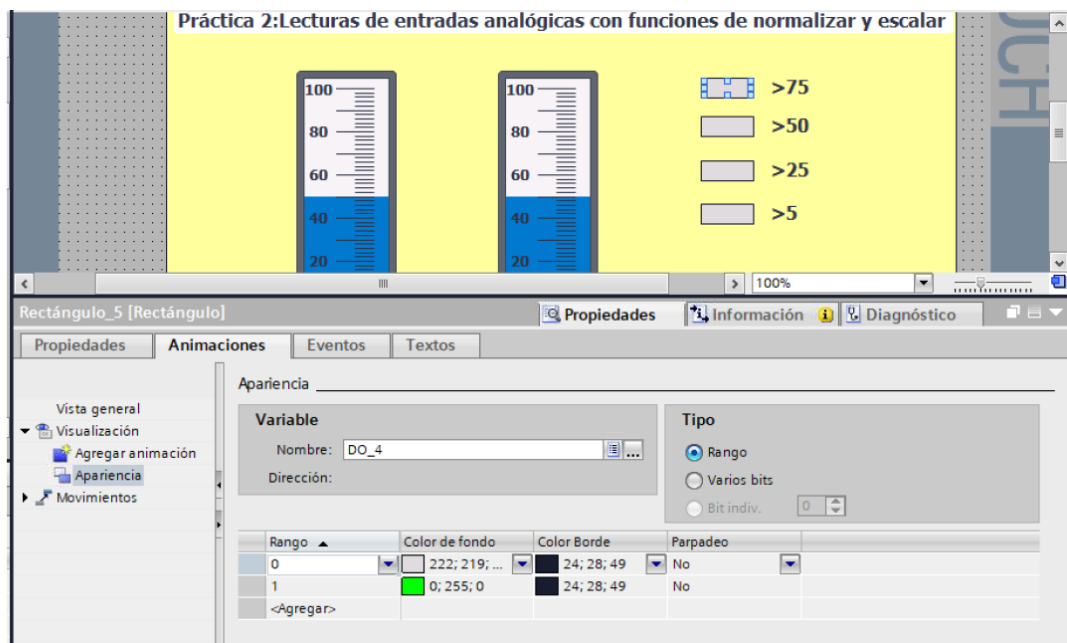 Práctica 2:Lecturas de entradas analógicas con funciones de normalizar y escalar
UCH
100 100 >75
80 80 >50
60 60 >25
40 40 >5
20 20
100%
Rectángulo_5 [Rectángulo] Propiedades Información Diagnóstico
Propiedades Animaciones Eventos Textos
Apariencia
Vista general
Visualización
Agregar animación
Apariencia
Movimientos
Variable
Nombre: DO_4 ...
Dirección:
Tipo
Rango
Varios bits
Bit indiv. 0
Rango Color de fondo Color Borde Parpadeo
0 222; 219; ... 24; 28; 49 No
1 0; 255; 0 24; 28; 49 No
<Agregar>